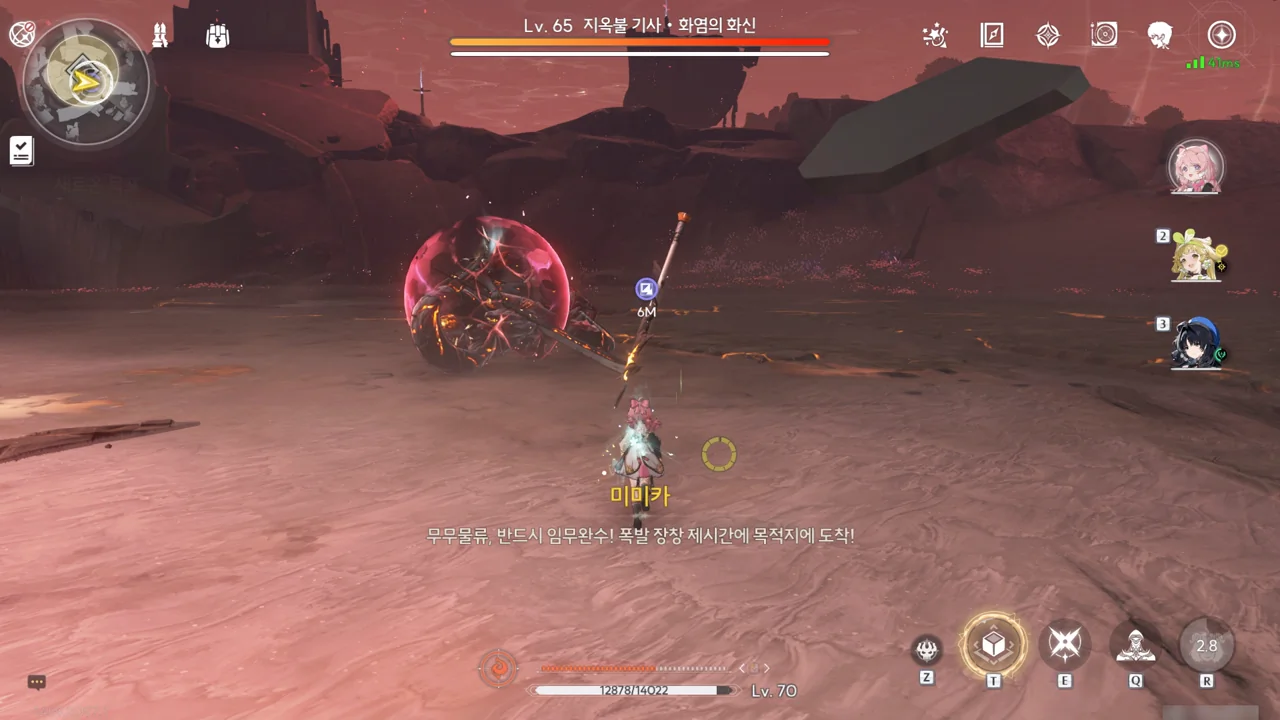 Lv. 65 지옥불 기사 · 화염의 화신
47ms
2
3
6M
미미카
무무물류, 반드시 임무완수! 폭발 장창 제시간에 목적지에 도착!
2.8
Z
T
E
Q
R
12878/14022
Lv. 70